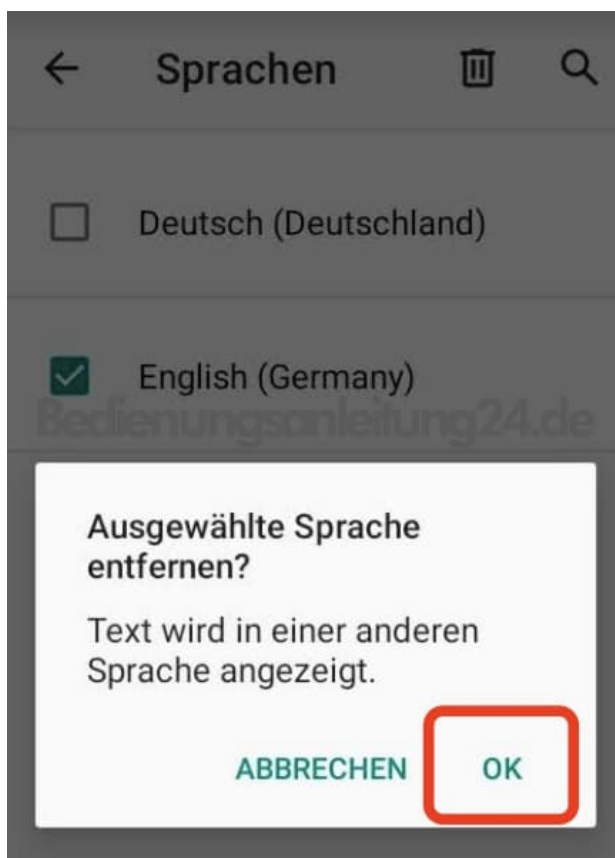 Sprachen
Deutsch (Deutschland)
English (Germany)
Bedienungsanleitung24.de
Ausgewählte Sprache
entfernen?
Text wird in einer anderen
Sprache angezeigt.
ABBRECHEN OK